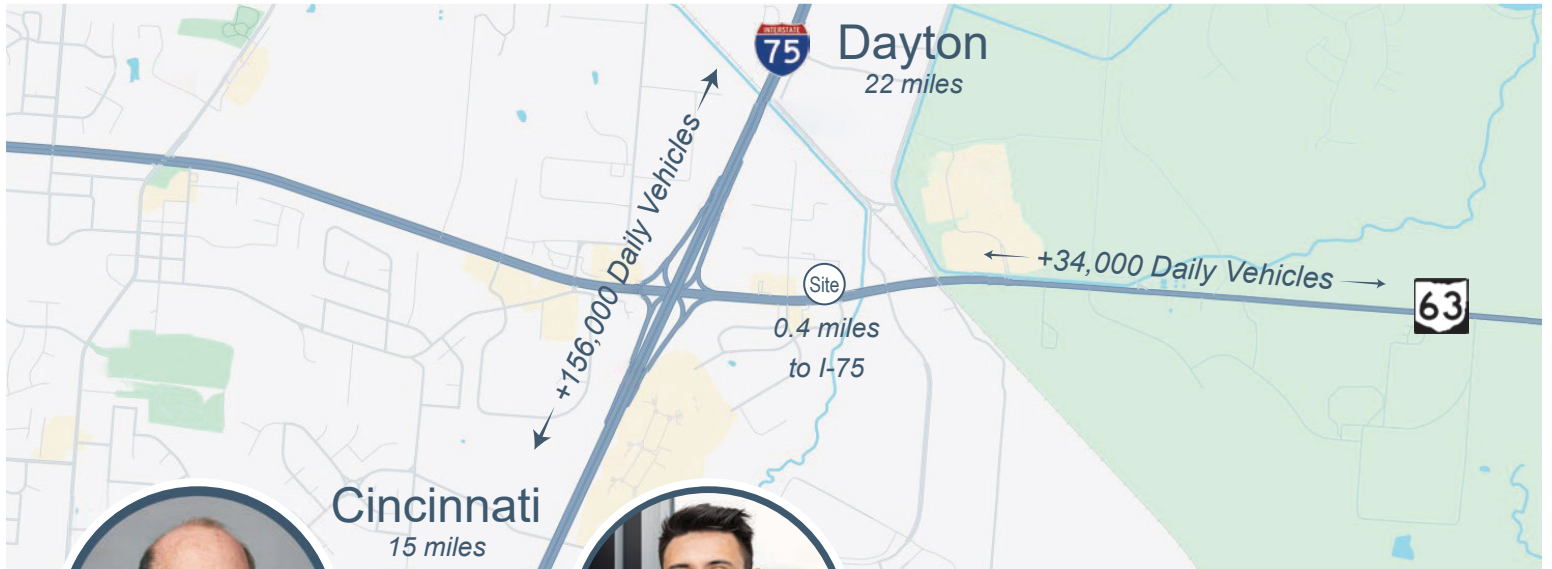 INTERSTATE
75
Dayton
22 miles
+156,000 Daily Vehicles
Site
+34,000 Daily Vehicles
63
0.4 miles
to I-75
Cincinnati
15 miles